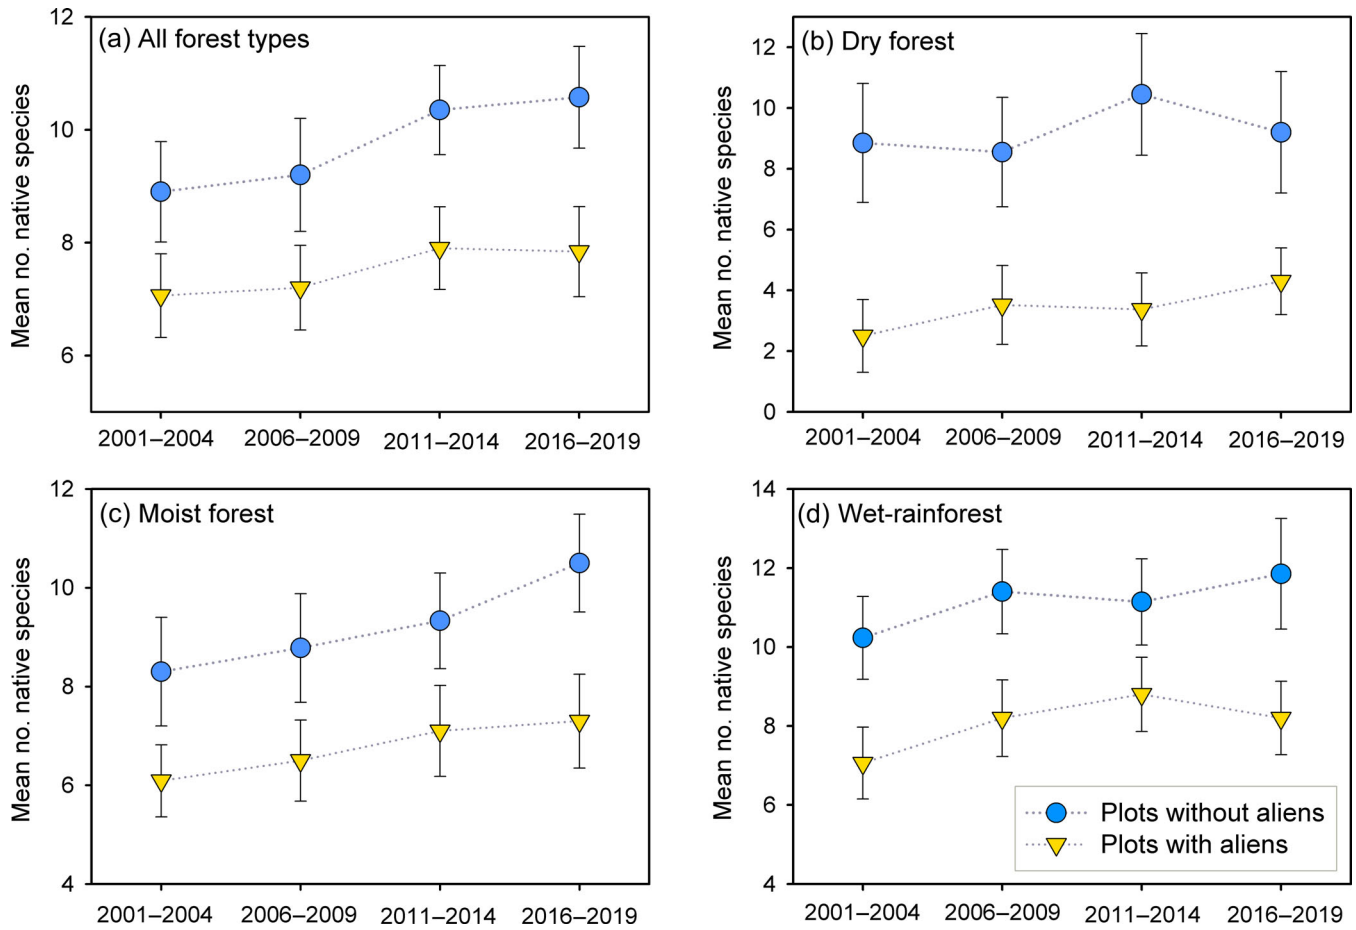 (a) All forest types
Mean no. native species
12
10
8
6
2001–2004 2006–2009 2011–2014 2016–2019
(b) Dry forest
Mean no. native species
12
10
8
6
4
2
0
2001–2004 2006–2009 2011–2014 2016–2019
(c) Moist forest
Mean no. native species
12
10
8
6
4
2001–2004 2006–2009 2011–2014 2016–2019
(d) Wet-rainforest
Mean no. native species
14
12
10
8
6
4
Plots without aliens
Plots with aliens
2001–2004 2006–2009 2011–2014 2016–2019